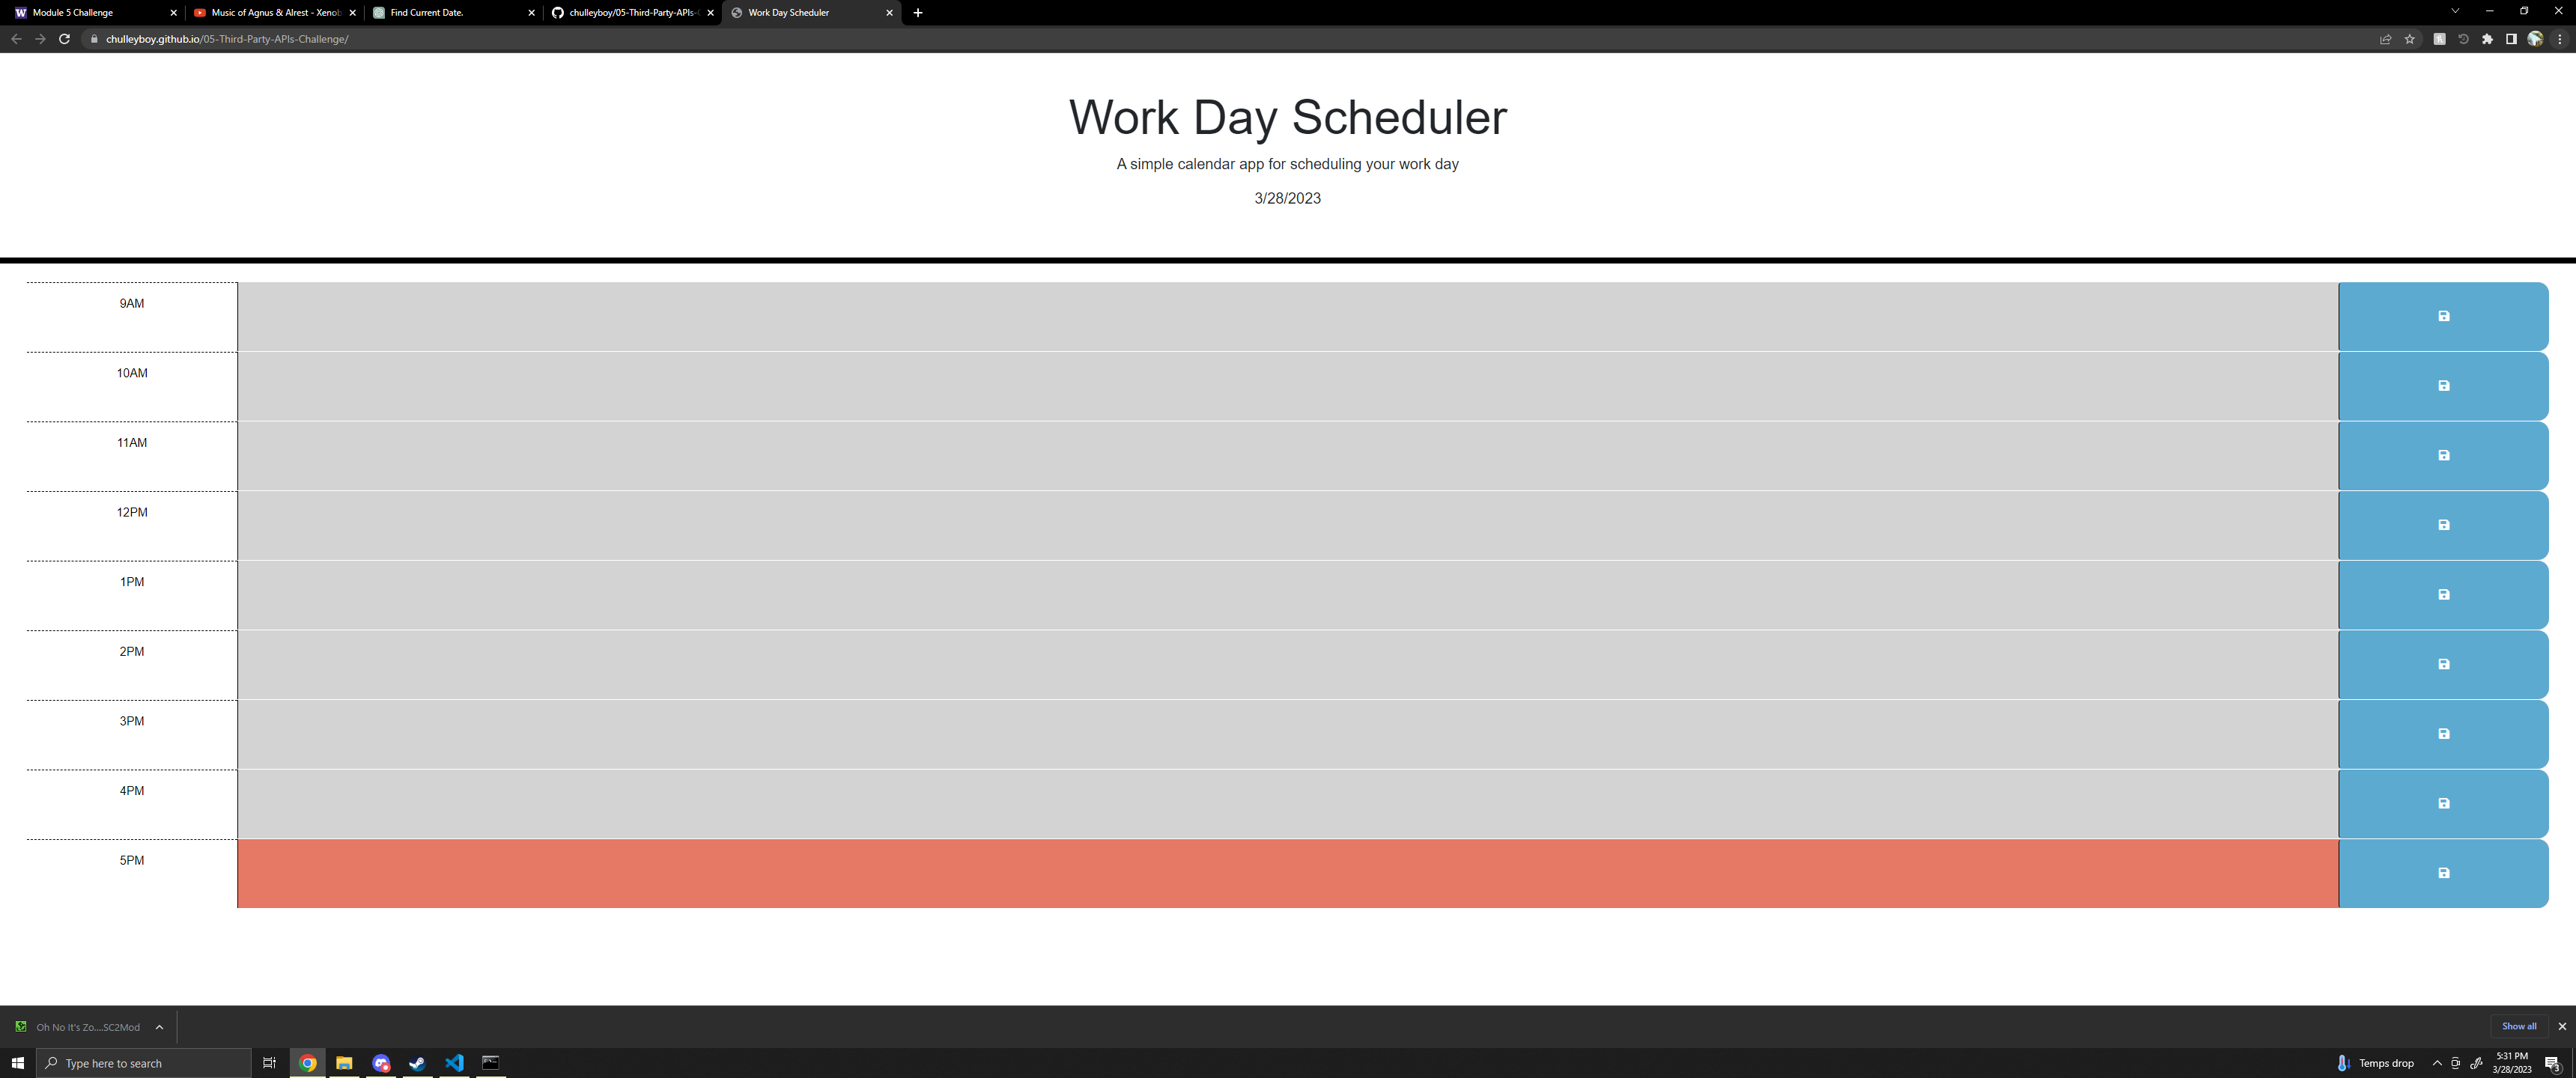 Module 5 Challenge
Music of Agnus & Alrest - Xenob
Find Current Date.
chulleyboy/05-Third-Party-APIs-
Work Day Scheduler
chulleyboy.github.io/05-Third-Party-APIs-Challenge/
Work Day Scheduler
A simple calendar app for scheduling your work day
3/28/2023
9AM
10AM
11AM
12PM
1PM
2PM
3PM
4PM
5PM
Oh No It's Zo....SC2Mod
Show all
Type here to search
Temps drop
5:31 PM
3/28/2023
3